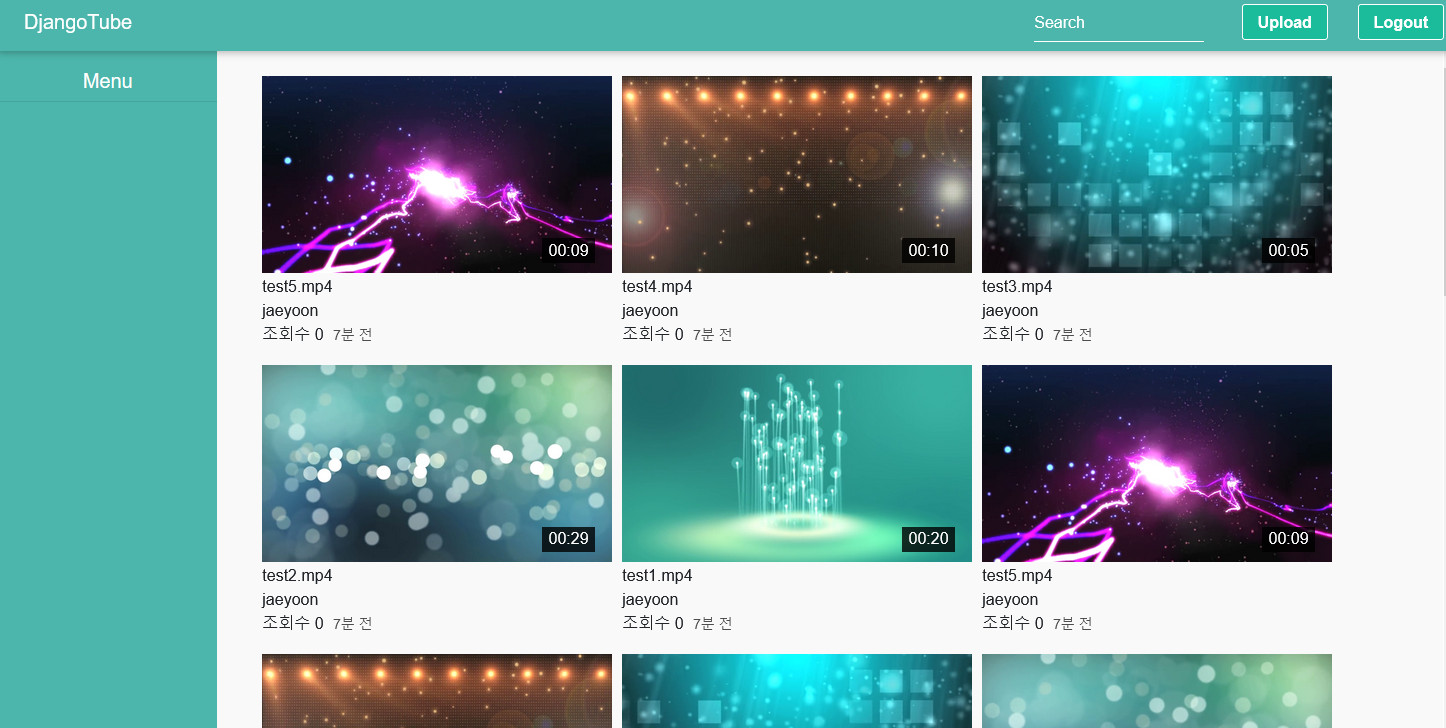 DjangoTube Search Upload Logout
Menu
00:09 00:10 00:05
test5.mp4 test4.mp4 test3.mp4
jaeyoon jaeyoon jaeyoon
조회수 0 7분 전 조회수 0 7분 전 조회수 0 7분 전
00:29 00:20 00:09
test2.mp4 test1.mp4 test5.mp4
jaeyoon jaeyoon jaeyoon
조회수 0 7분 전 조회수 0 7분 전 조회수 0 7분 전